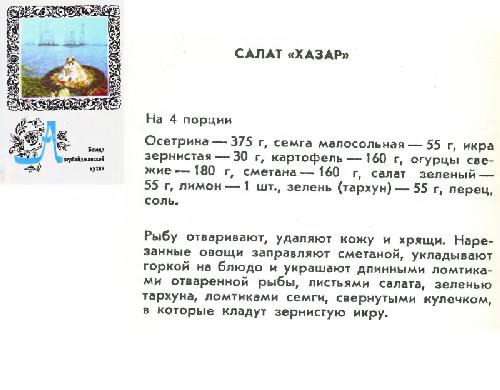 САЛАТ «ХАЗАР»
На 4 порции
Осетрина — 375 г, семга малосольная — 55 г, икра
зернистая — 30 г, картофель — 160 г, огурцы све-
жие — 180 г, сметана — 160 г, салат зеленый —
55 г, лимон — 1 шт., зелень (тархун) — 55 г, перец,
соль.
Рыбу отваривают, удаляют кожу и хрящи. Наре-
занные овощи заправляют сметаной, укладывают
горкой на блюдо и украшают длинными ломтика-
ми отваренной рыбы, листьями салата, зеленью
тархуна, ломтиками семги, свернутыми кулечком,
в которые кладут зернистую икру.
Блюда
Азербайджанской
кухни